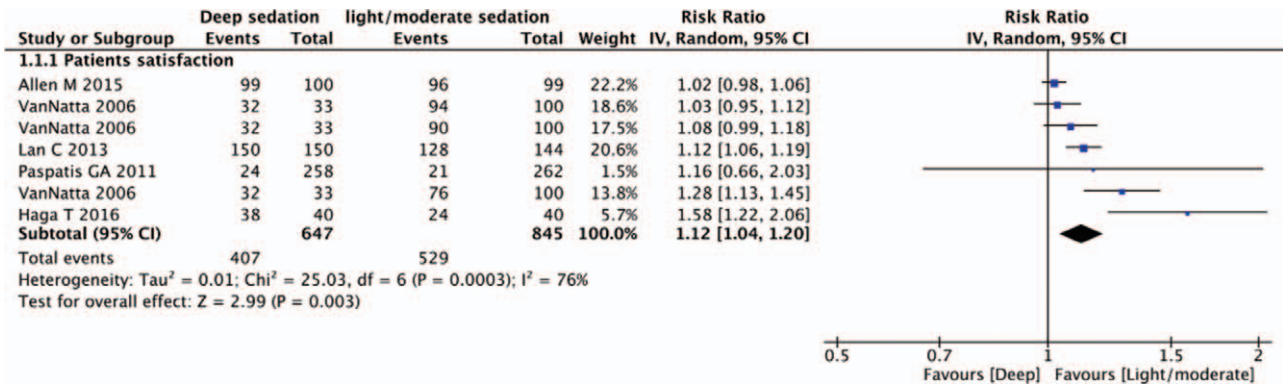 Deep sedation light/moderate sedation Risk Ratio Risk Ratio
Study or Subgroup Events Total Events Total Weight IV, Random, 95% CI IV, Random, 95% CI
1.1.1 Patients satisfaction
Allen M 2015 99 100 96 99 22.2% 1.02 [0.98, 1.06]
VanNatta 2006 32 33 94 100 18.6% 1.03 [0.95, 1.12]
VanNatta 2006 32 33 90 100 17.5% 1.08 [0.99, 1.18]
Lan C 2013 150 150 128 144 20.6% 1.12 [1.06, 1.19]
Paspatis GA 2011 24 258 21 262 1.5% 1.16 [0.66, 2.03]
VanNatta 2006 32 33 76 100 13.8% 1.28 [1.13, 1.45]
Haga T 2016 38 40 24 40 5.7% 1.58 [1.22, 2.06]
Subtotal (95% CI) 647 845 100.0% 1.12 [1.04, 1.20]
Total events 407 529
Heterogeneity: Tau² = 0.01; Chi² = 25.03, df = 6 (P = 0.0003); I² = 76%
Test for overall effect: Z = 2.99 (P = 0.003)
0.5 0.7 1 1.5 2
Favours [Deep] Favours [Light/moderate]